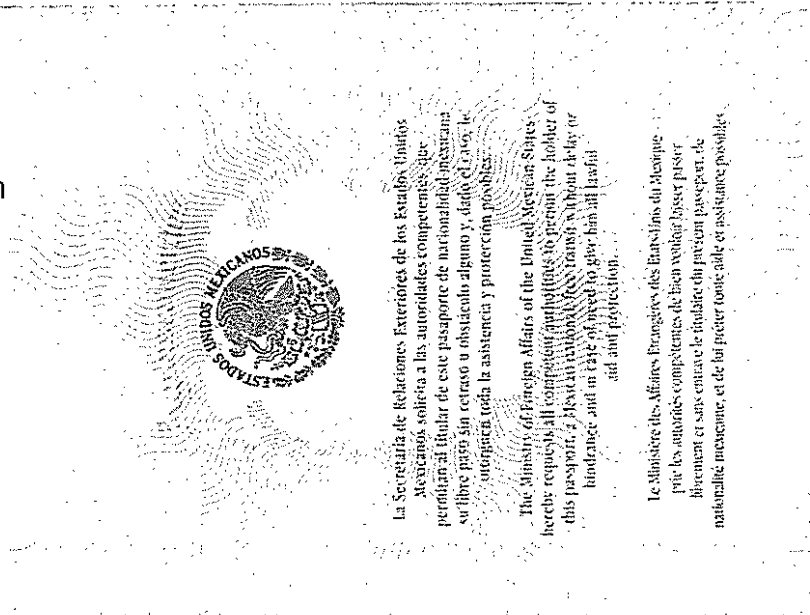 ESTADOS UNIDOS MEXICANOS
La Secretaría de Relaciones Exteriores de los Estados Unidos
Mexicanos solicita a las autoridades competentes que
permitan al titular de este pasaporte de nacionalidad mexicana
su libre paso sin retraso u obstáculo alguno y, dado el caso, le
otorguen toda la asistencia y protección posibles.
The Ministry of Foreign Affairs of the United Mexican States
hereby requests all competent authorities to permit the holder of
this passport, a Mexican national, free transit without delay or
hindrance and in case of need to give him all lawful
aid and protection.
Le Ministère des Affaires Etrangères des Etats-Unis du Mexique
prie les autorités compétentes de bien vouloir laisser passer
librement et sans entrave le titulaire du présent passeport, de
nationalité mexicaine, et de lui prêter toute aide et assistance possibles.